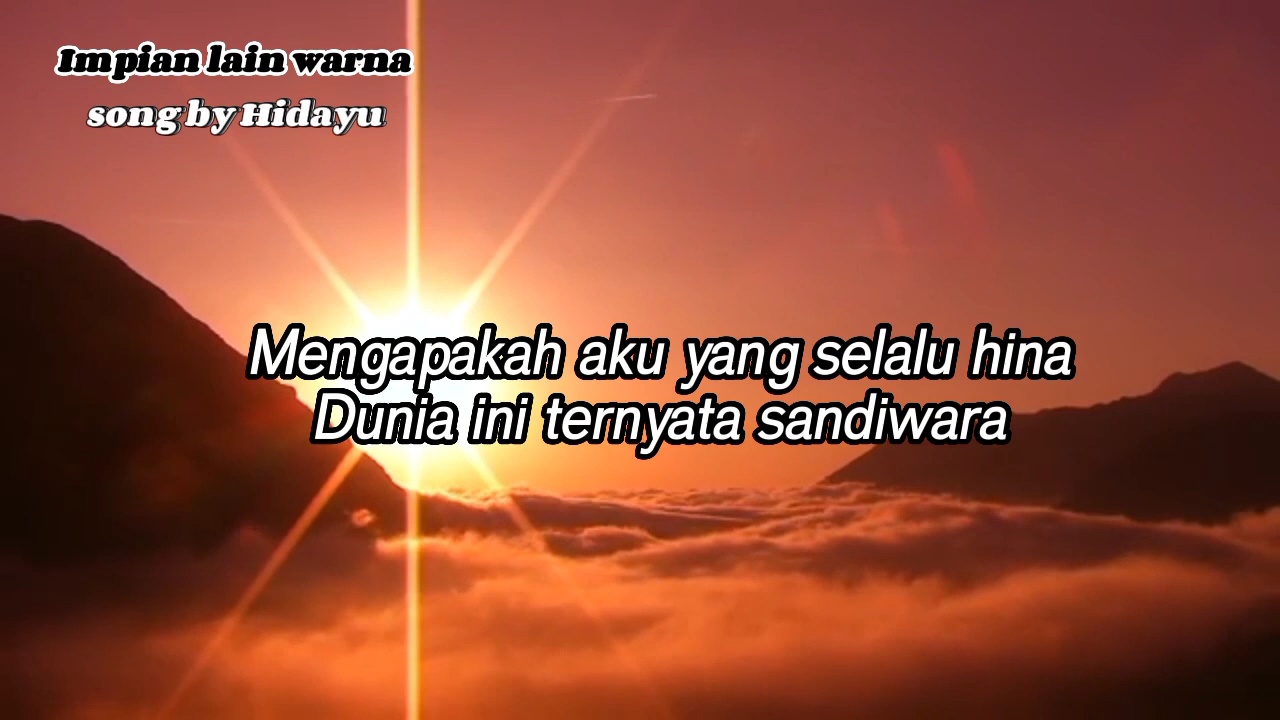 Impian lain warna
song by Hidayu
Mengapakah aku yang selalu hina
Dunia ini ternyata sandiwara